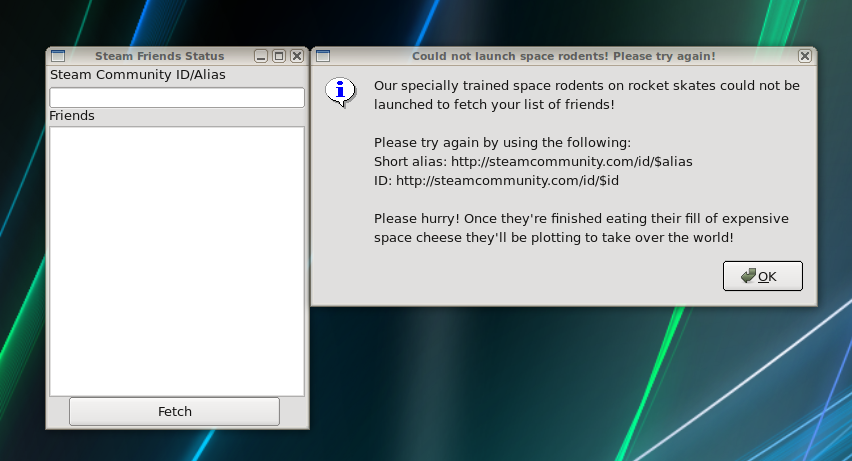 Steam Friends Status
Steam Community ID/Alias
Friends
Fetch
Could not launch space rodents! Please try again!
Our specially trained space rodents on rocket skates could not be
launched to fetch your list of friends!
Please try again by using the following:
Short alias: http://steamcommunity.com/id/$alias
ID: http://steamcommunity.com/id/$id
Please hurry! Once they're finished eating their fill of expensive
space cheese they'll be plotting to take over the world!
OK